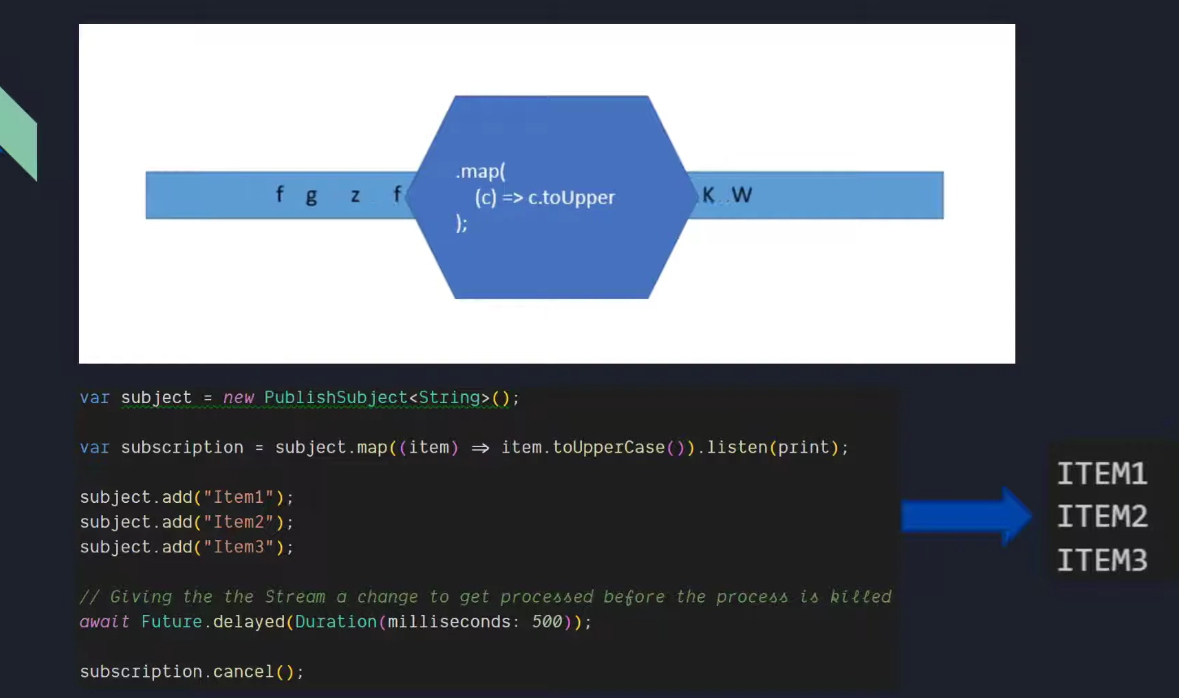 .map(
f g z f (c) => c.toUpper K W
);
var subject = new PublishSubject<String>();
var subscription = subject.map((item) => item.toUpperCase()).listen(print);
subject.add("Item1");
subject.add("Item2");
subject.add("Item3");
// Giving the the Stream a change to get processed before the process is killed
await Future.delayed(Duration(milliseconds: 500));
subscription.cancel();
ITEM1
ITEM2
ITEM3